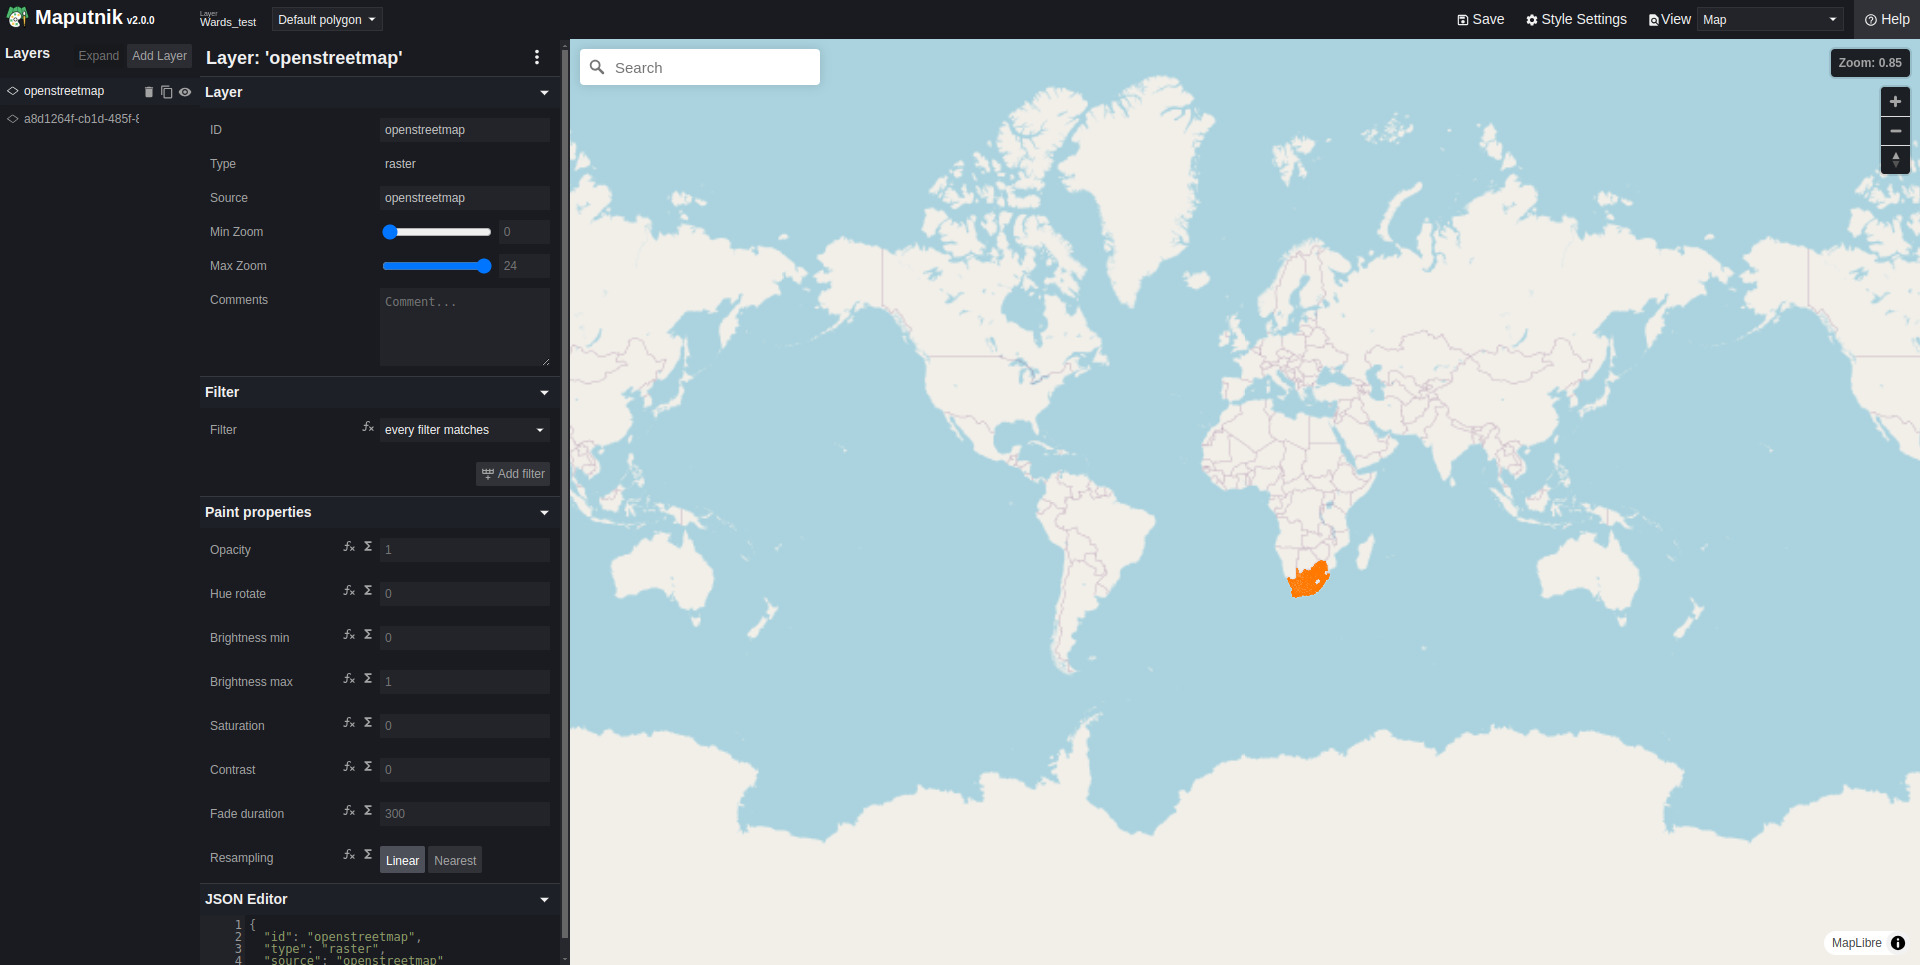 Maputnik v2.0.0
Layer
Wards_test
Default polygon
Save
Style Settings
View
Map
Help
Layers
Expand
Add Layer
openstreetmap
a8d1264f-cb1d-485f-8
Layer: 'openstreetmap'
Layer
ID
openstreetmap
Type
raster
Source
openstreetmap
Min Zoom
0
Max Zoom
24
Comments
Comment...
Filter
Filter
every filter matches
Add filter
Paint properties
Opacity
1
Hue rotate
0
Brightness min
0
Brightness max
1
Saturation
0
Contrast
0
Fade duration
300
Resampling
Linear
Nearest
JSON Editor
1 {
2 "id": "openstreetmap",
3 "type": "raster",
4 "source": "openstreetmap"
Search
Zoom: 0.85
MapLibre